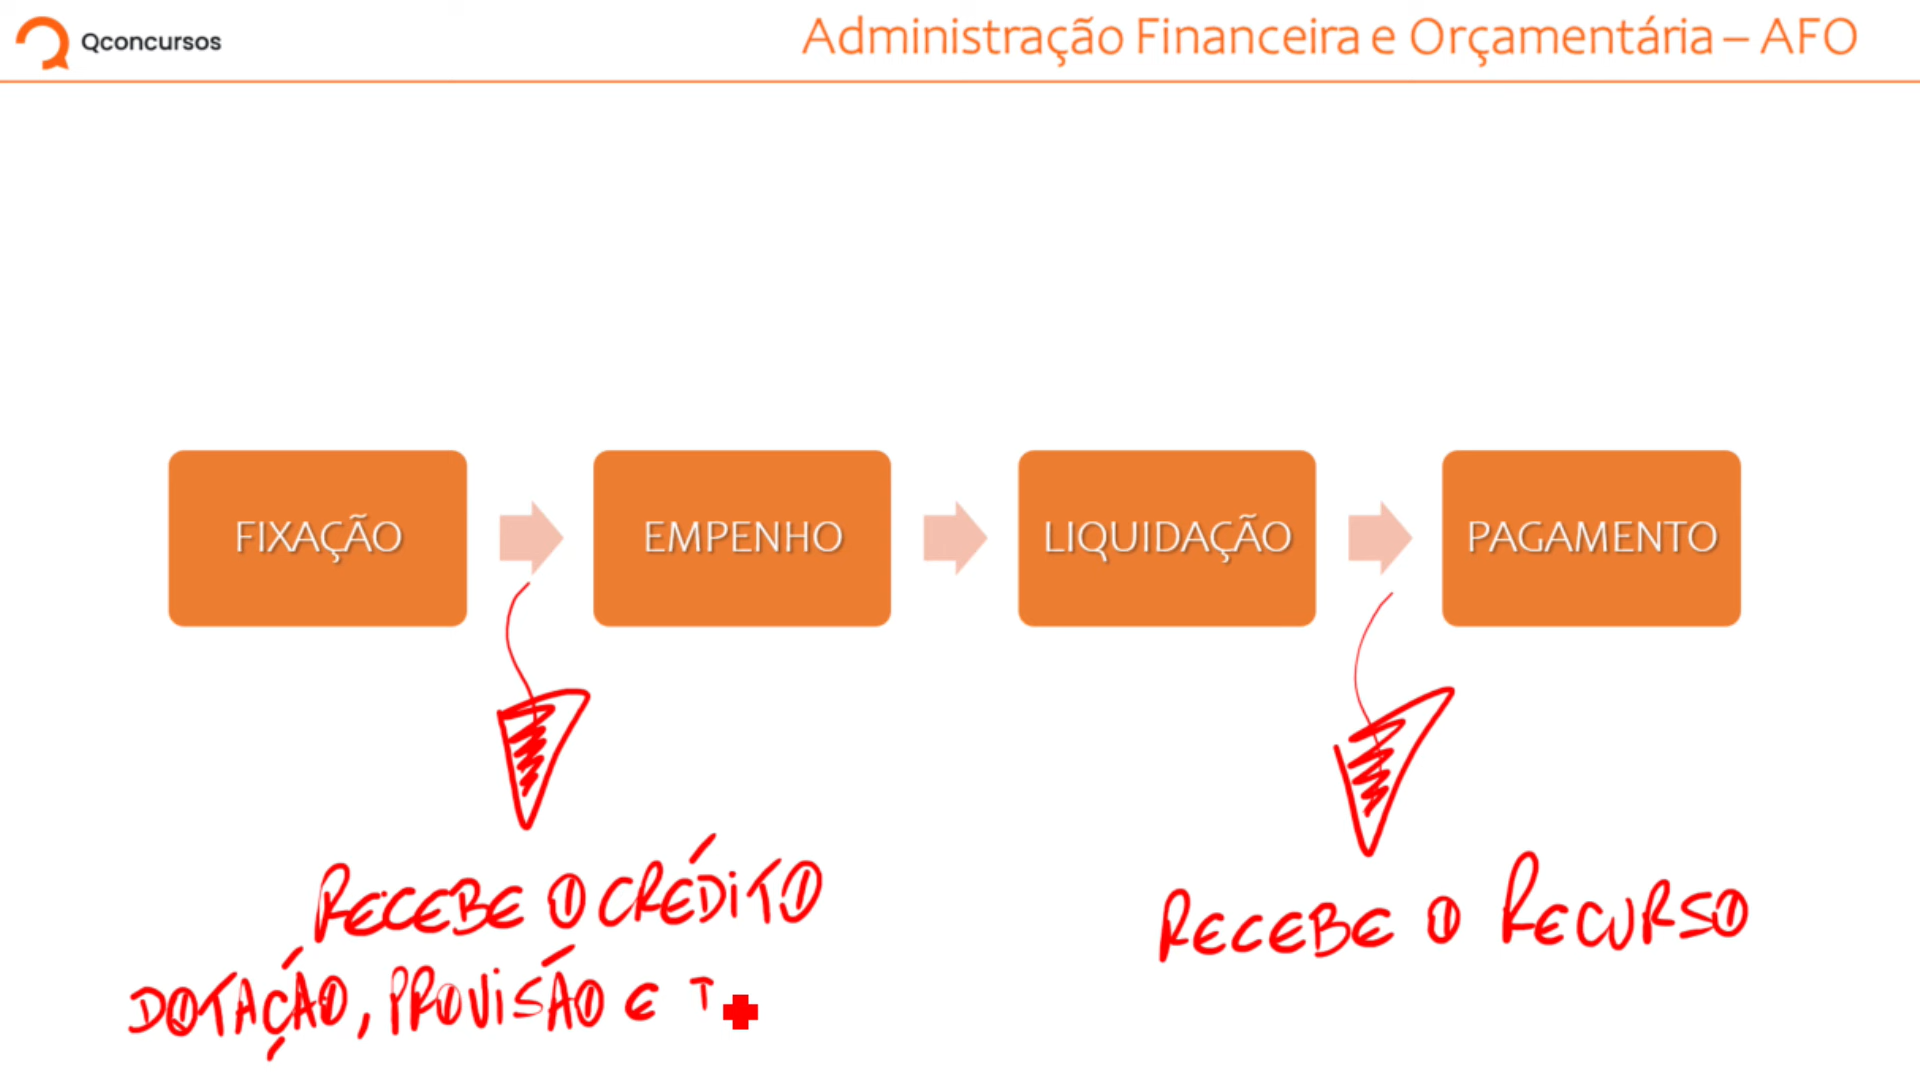 Qconcursos
Administração Financeira e Orçamentária – AFO
FIXAÇÃO
EMPENHO
LIQUIDAÇÃO
PAGAMENTO
RECEBE O CRÉDITO
DOTAÇÃO, PROVISÃO E
RECEBE O RECURSO